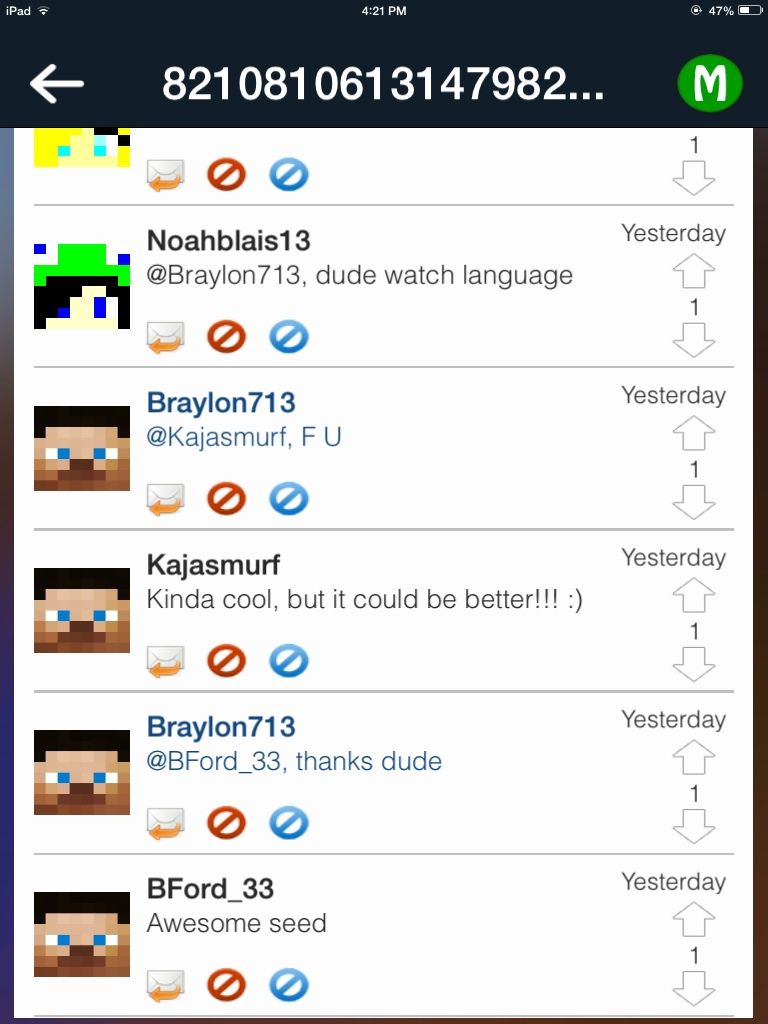 iPad
4:21 PM
47%
8210810613147982...
M
1
Noahblais13
Yesterday
@Braylon713, dude watch language
1
Braylon713
Yesterday
@Kajasmurf, F U
1
Kajasmurf
Yesterday
Kinda cool, but it could be better!!! :)
1
Braylon713
Yesterday
@BFord_33, thanks dude
1
BFord_33
Yesterday
Awesome seed
1